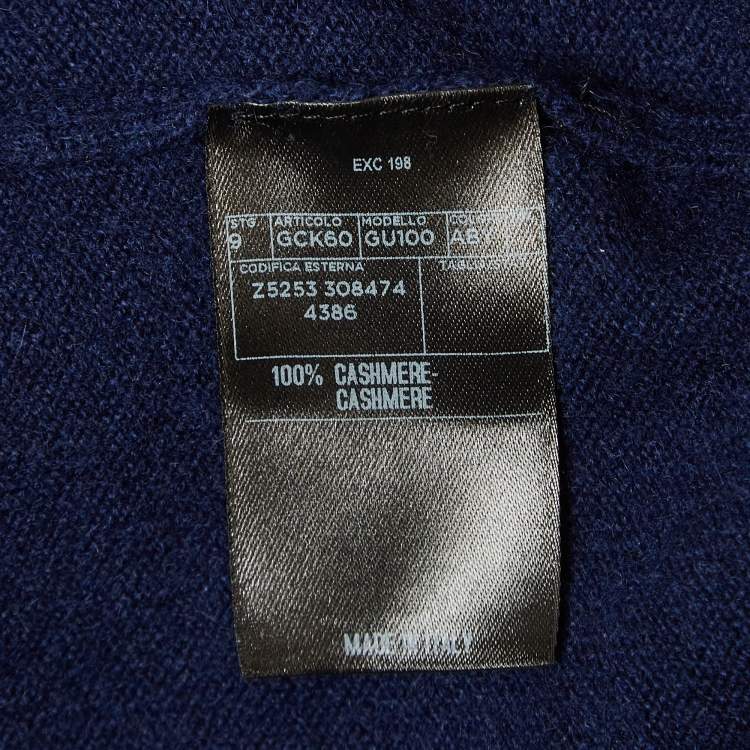 EXC 198
STG ARTICOLO MODELLO
9 GCK60 GU100
CODIFICA ESTERNA
Z5253 308474
4386
100% CASHMERE-
CASHMERE
MADE IN ITALY